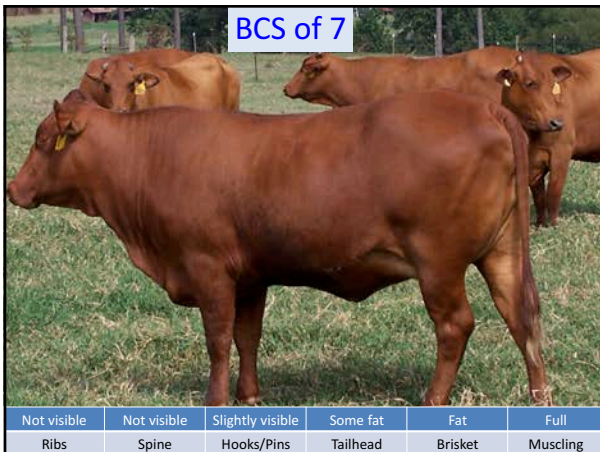 BCS of 7
Not visible Not visible Slightly visible Some fat Fat Full
Ribs Spine Hooks/Pins Tailhead Brisket Muscling